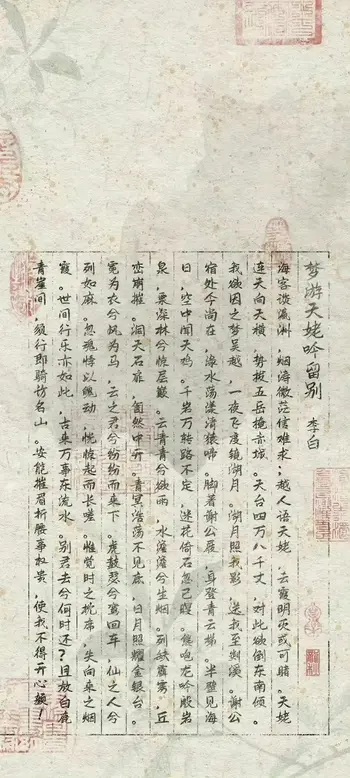 梦游天姥吟留别 李白
海客谈瀛洲,烟涛微茫信难求;越人语天姥,云霞明灭或可睹。天姥
连天向天横,势拔五岳掩赤城。天台四万八千丈,对此欲倒东南倾。
我欲因之梦吴越,一夜飞度镜湖月。湖月照我影,送我至剡溪。谢公
宿处今尚在,渌水荡漾清猿啼。脚著谢公屐,身登青云梯。半壁见海
日,空中闻天鸡。千岩万转路不定,迷花倚石忽已暝。熊咆龙吟殷岩
泉,栗深林兮惊层巅。云青青兮欲雨,水澹澹兮生烟。列缺霹雳,丘
峦崩摧。洞天石扉,訇然中开。青冥浩荡不见底,日月照耀金银台。
霓为衣兮风为马,云之君兮纷纷而来下。虎鼓瑟兮鸾回车,仙之人兮
列如麻。忽魂悸以魄动,恍惊起而长嗟。惟觉时之枕席,失向来之烟
霞。世间行乐亦如此,古来万事东流水。别君去兮何时还?且放白鹿
青崖间,须行即骑访名山。安能摧眉折腰事权贵,使我不得开心颜!